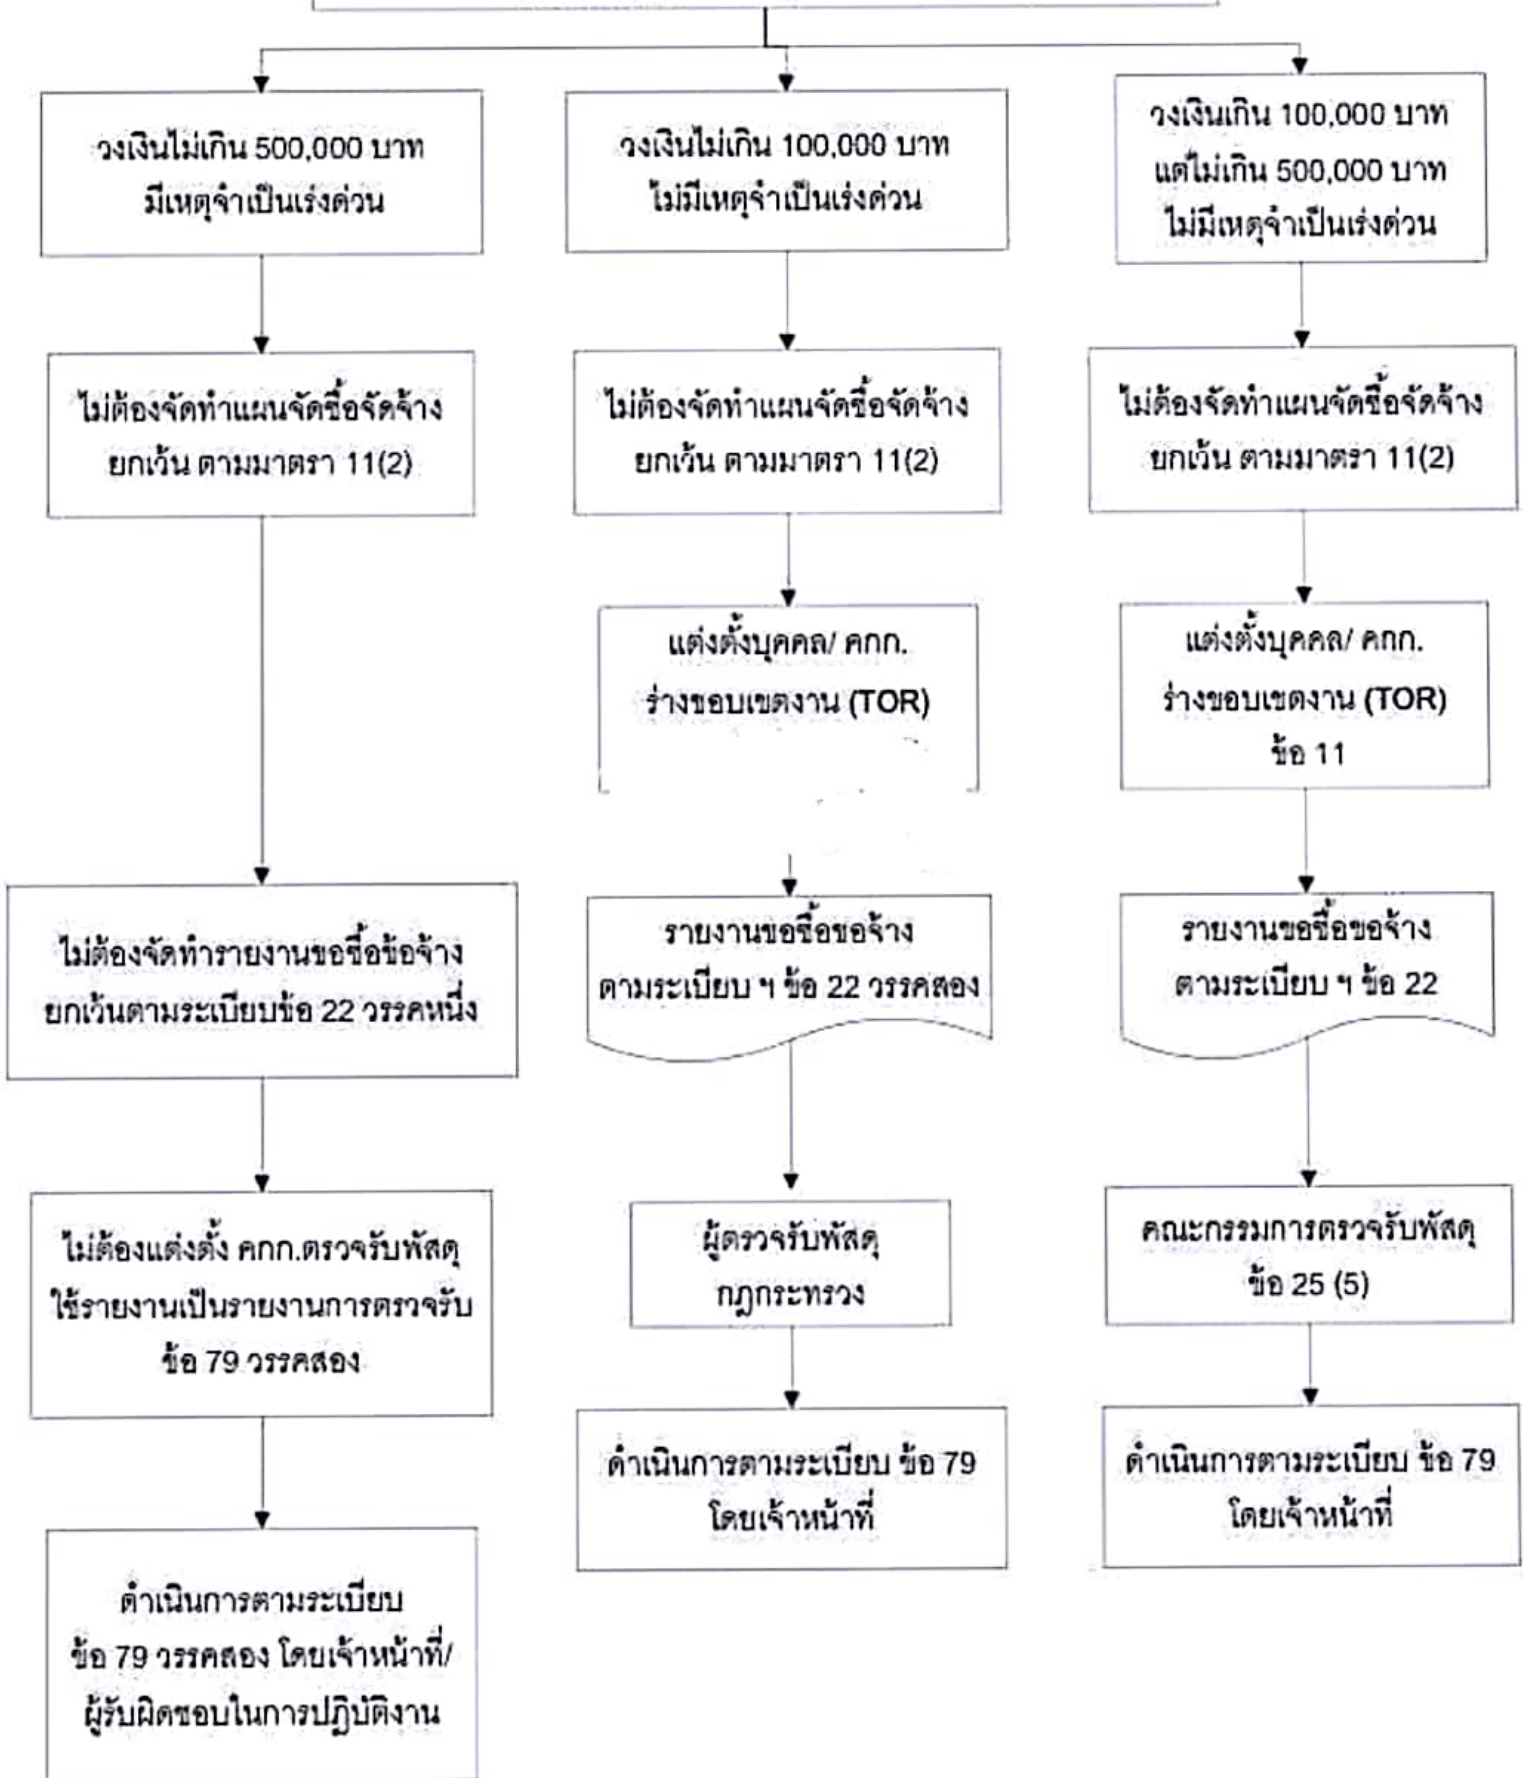 วงเงินไม่เกิน 500,000 บาท
มีเหตุจำเป็นเร่งด่วน
ไม่ต้องจัดทำแผนจัดซื้อจัดจ้าง
ยกเว้น ตามมาตรา 11(2)
ไม่ต้องจัดทำรายงานขอซื้อข้อจ้าง
ยกเว้นตามระเบียบข้อ 22 วรรคหนึ่ง
ไม่ต้องแต่งตั้ง คกก.ตรวจรับพัสดุ
ใช้รายงานเป็นรายงานการตรวจรับ
ข้อ 79 วรรคสอง
ดำเนินการตามระเบียบ
ข้อ 79 วรรคสอง โดยเจ้าหน้าที่/
ผู้รับผิดชอบในการปฏิบัติงาน
วงเงินไม่เกิน 100,000 บาท
ไม่มีเหตุจำเป็นเร่งด่วน
ไม่ต้องจัดทำแผนจัดซื้อจัดจ้าง
ยกเว้น ตามมาตรา 11(2)
แต่งตั้งบุคคล/ คกก.
ร่างขอบเขตงาน (TOR)
รายงานขอซื้อขอจ้าง
ตามระเบียบ ฯ ข้อ 22 วรรคสอง
ผู้ตรวจรับพัสดุ
กฎกระทรวง
ดำเนินการตามระเบียบ ข้อ 79
โดยเจ้าหน้าที่
วงเงินเกิน 100,000 บาท
แต่ไม่เกิน 500,000 บาท
ไม่มีเหตุจำเป็นเร่งด่วน
ไม่ต้องจัดทำแผนจัดซื้อจัดจ้าง
ยกเว้น ตามมาตรา 11(2)
แต่งตั้งบุคคล/ คกก.
ร่างขอบเขตงาน (TOR)
ข้อ 11
รายงานขอซื้อขอจ้าง
ตามระเบียบ ฯ ข้อ 22
คณะกรรมการตรวจรับพัสดุ
ข้อ 25 (5)
ดำเนินการตามระเบียบ ข้อ 79
โดยเจ้าหน้าที่